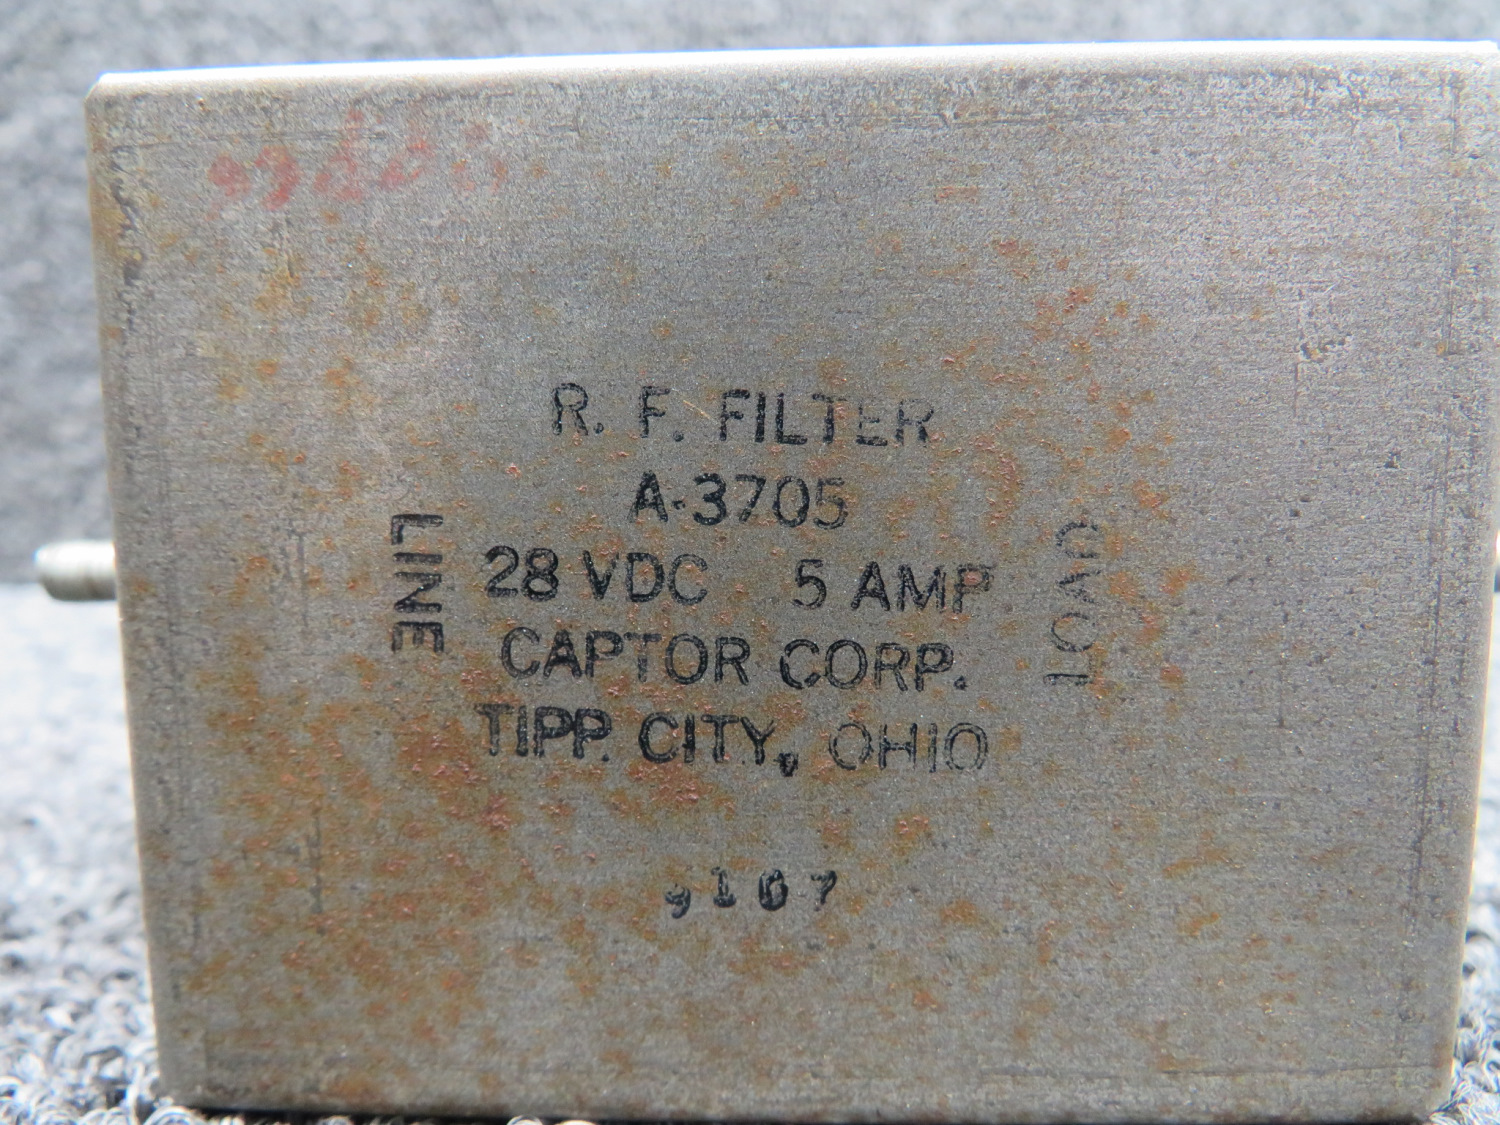 R. F. FILTER
A-3705
LINE
28 VDC 5 AMP
LOAD
CAPTOR CORP.
TIPP. CITY, OHIO
9107